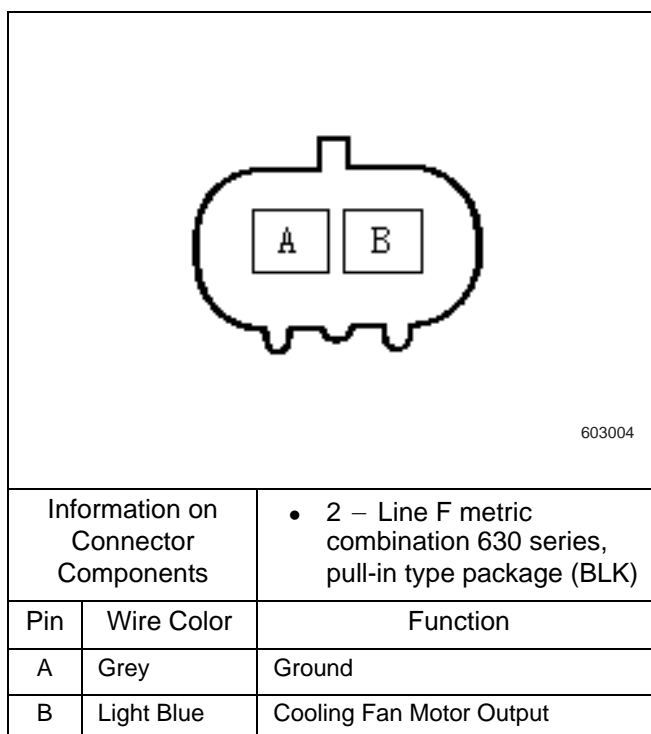 A B
603004
Information on
Connector
Components
• 2 – Line F metric
combination 630 series,
pull-in type package (BLK)
Pin Wire Color Function
A Grey Ground
B Light Blue Cooling Fan Motor Output